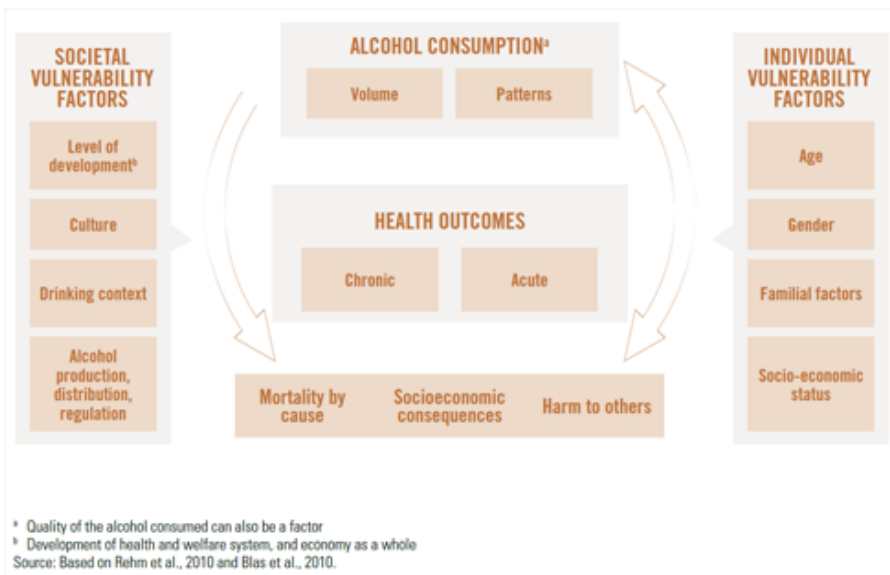 SOCIETAL
VULNERABILITY
FACTORS
Level of
developmentᵇ
Culture
Drinking context
Alcohol
production,
distribution,
regulation
ALCOHOL CONSUMPTIONᵃ
Volume
Patterns
HEALTH OUTCOMES
Chronic
Acute
Mortality by
cause
Socioeconomic
consequences
Harm to others
INDIVIDUAL
VULNERABILITY
FACTORS
Age
Gender
Familial factors
Socio-economic
status
ᵃ Quality of the alcohol consumed can also be a factor
ᵇ Development of health and welfare system, and economy as a whole
Source: Based on Rehm et al., 2010 and Blas et al., 2010.